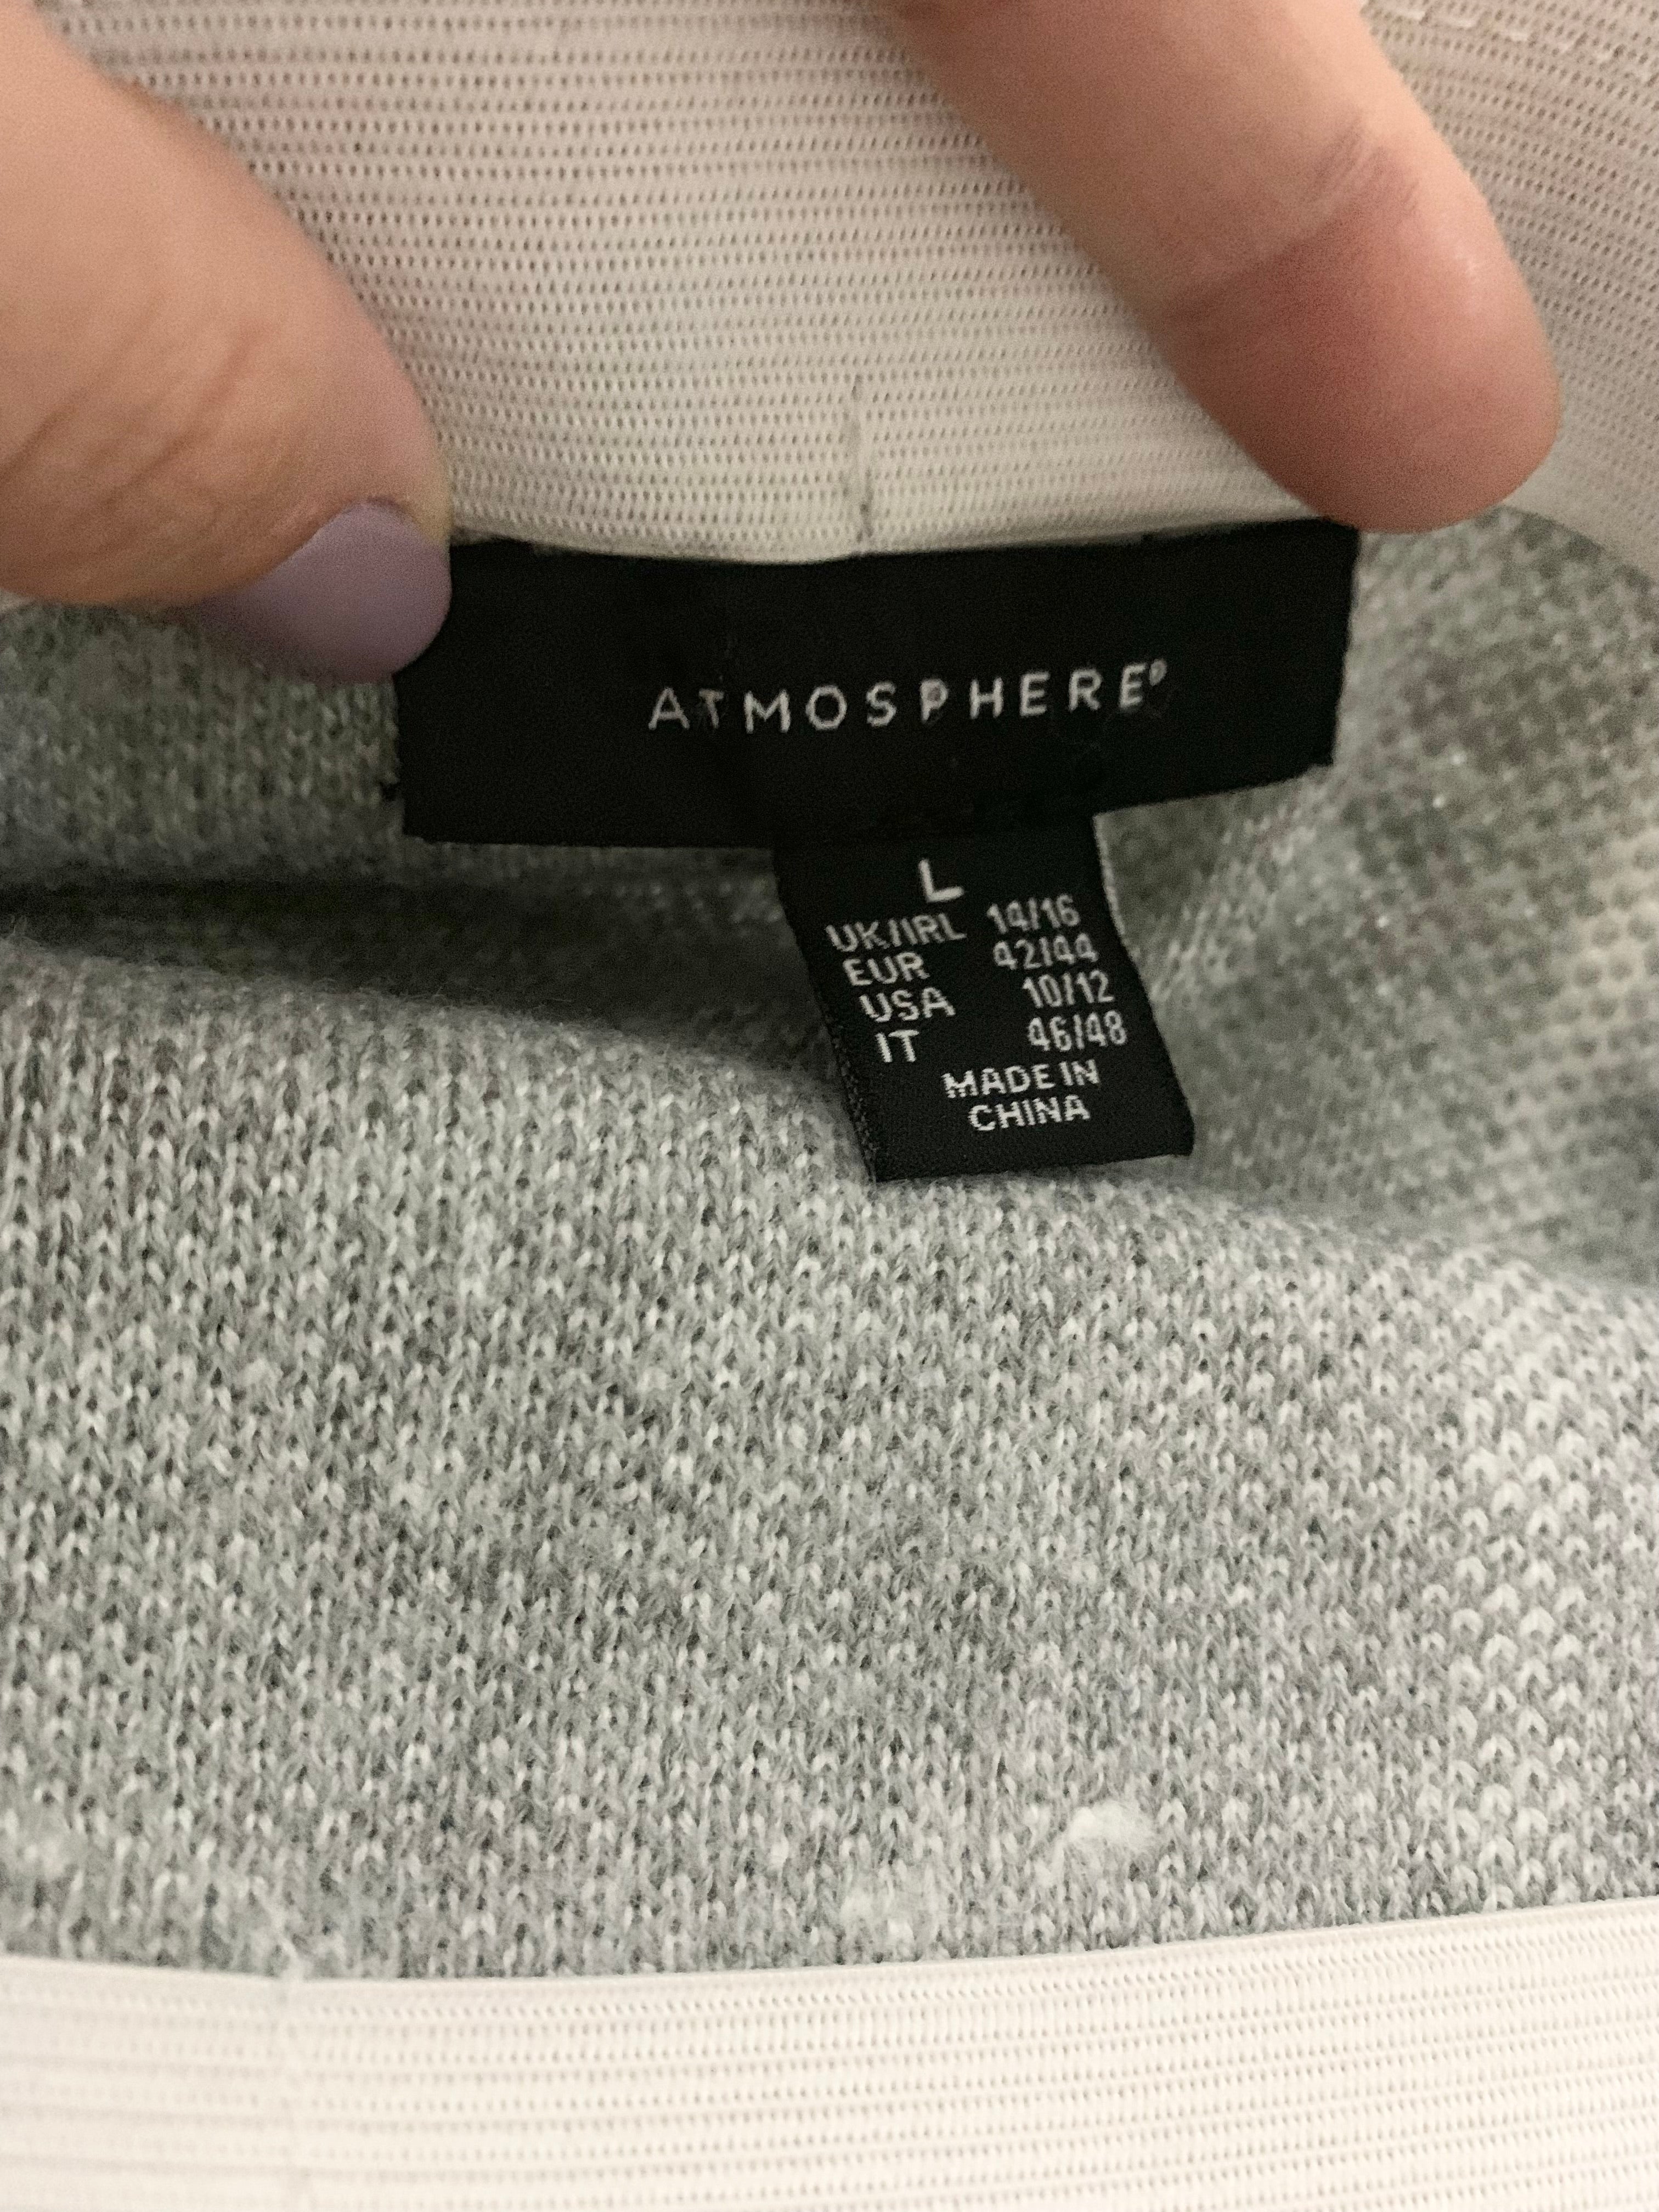 ATMOSPHERE®
L
UK/IRL 14/16
EUR 42/44
USA 10/12
IT 46/48
MADE IN
CHINA